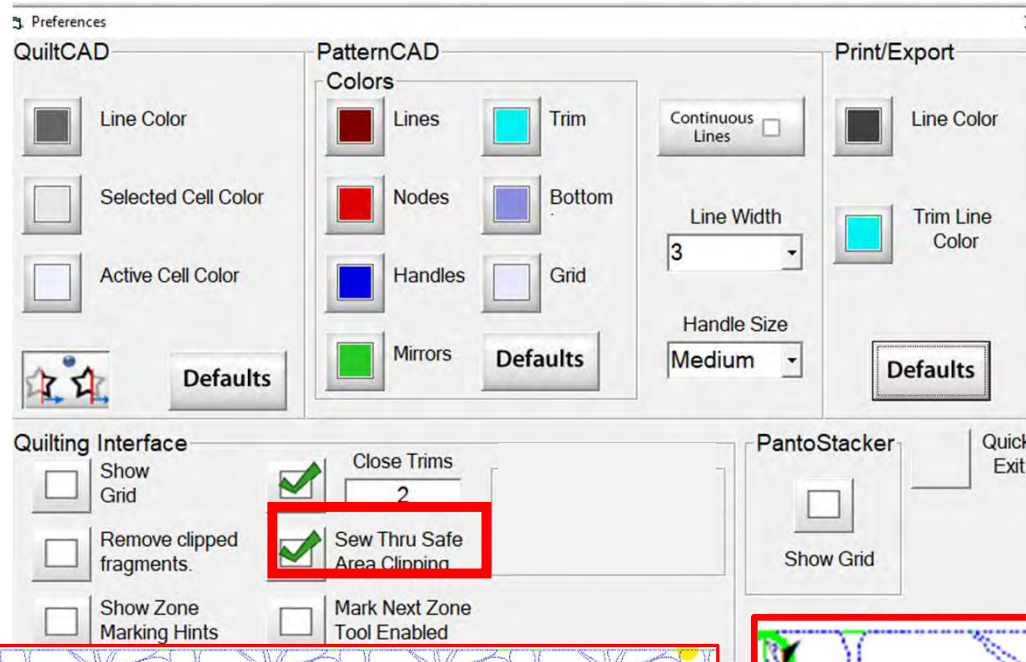 Preferences
QuiltCAD
PatternCAD
Print/Export
Colors
Line Color
Lines
Trim
Continuous
Lines
Line Color
Selected Cell Color
Nodes
Bottom
Line Width
Trim Line
Color
3
Active Cell Color
Handles
Grid
Handle Size
Mirrors
Defaults
Medium
Defaults
Defaults
Quilting Interface
PantoStacker
Quick
Exit
Show
Grid
Close Trims
2
Remove clipped
fragments.
Sew Thru Safe
Area Clipping
Show Grid
Show Zone
Marking Hints
Mark Next Zone
Tool Enabled